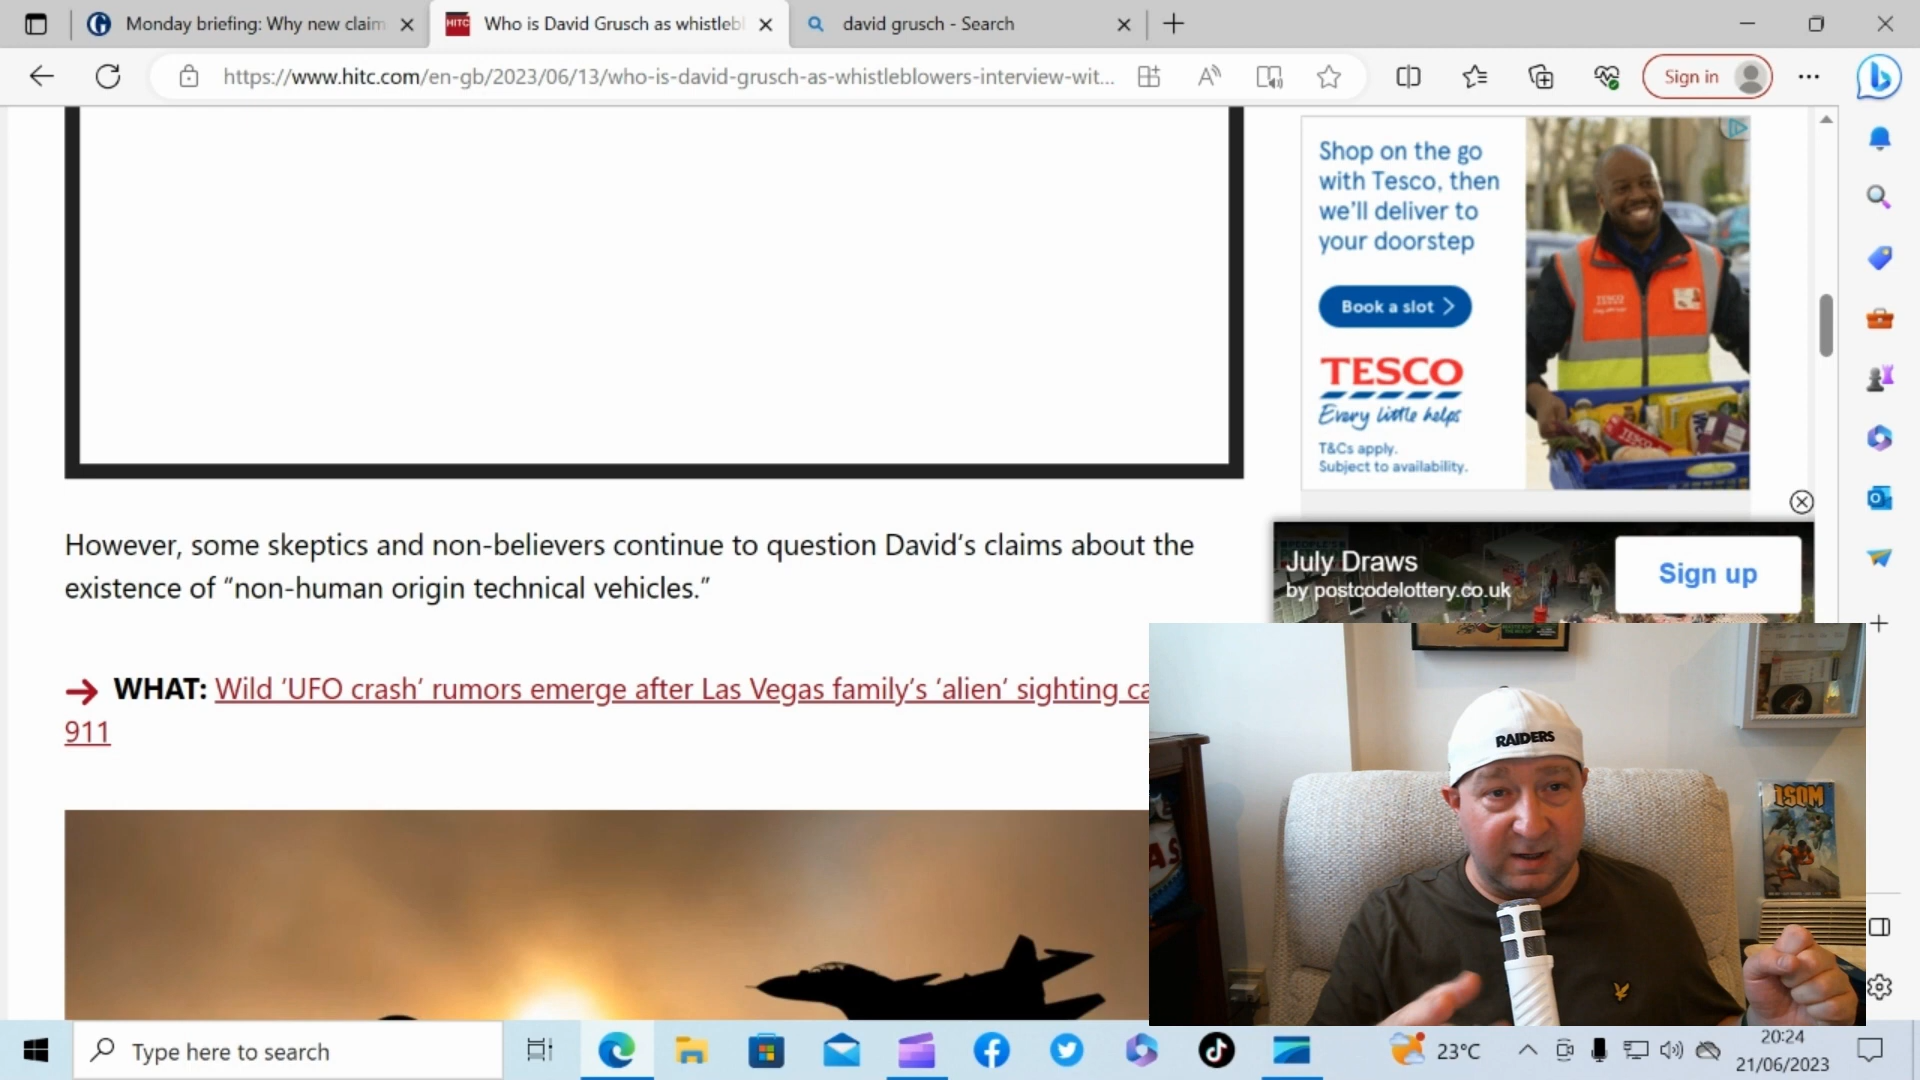 Monday briefing: Why new claim
HITC
Who is David Grusch as whistlebl
david grusch - Search
https://www.hitc.com/en-gb/2023/06/13/who-is-david-grusch-as-whistleblowers-interview-wit...
Sign in
Shop on the go
with Tesco, then
we'll deliver to
your doorstep
Book a slot
TESCO
Every little helps
T&Cs apply.
Subject to availability.
However, some skeptics and non-believers continue to question David's claims about the
existence of “non-human origin technical vehicles.”
July Draws
by postcodelottery.co.uk
Sign up
WHAT: Wild ‘UFO crash’ rumors emerge after Las Vegas family’s ‘alien’ sighting ca
911
RAIDERS
ISOM
AS
Type here to search
23°C
20:24
21/06/2023